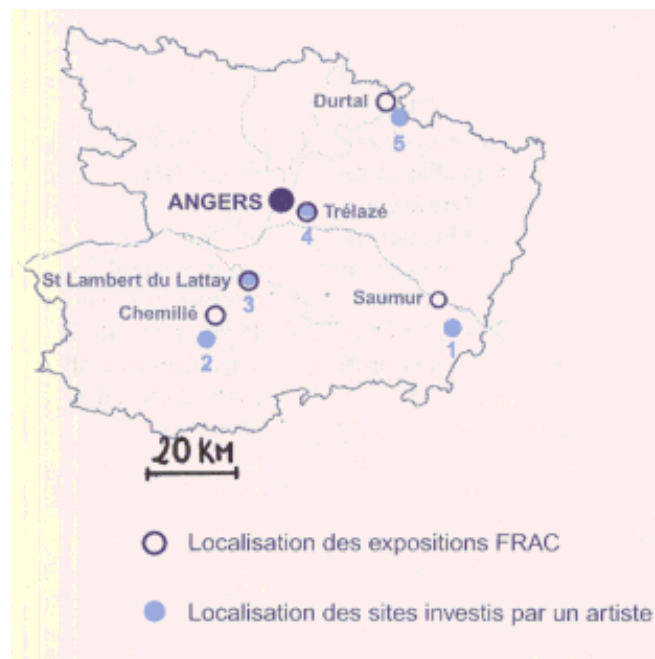 Durtal
5
ANGERS
Trélazé
4
St Lambert du Lattay
3
Saumur
Chemillé
1
2
20 KM
Localisation des expositions FRAC
Localisation des sites investis par un artiste